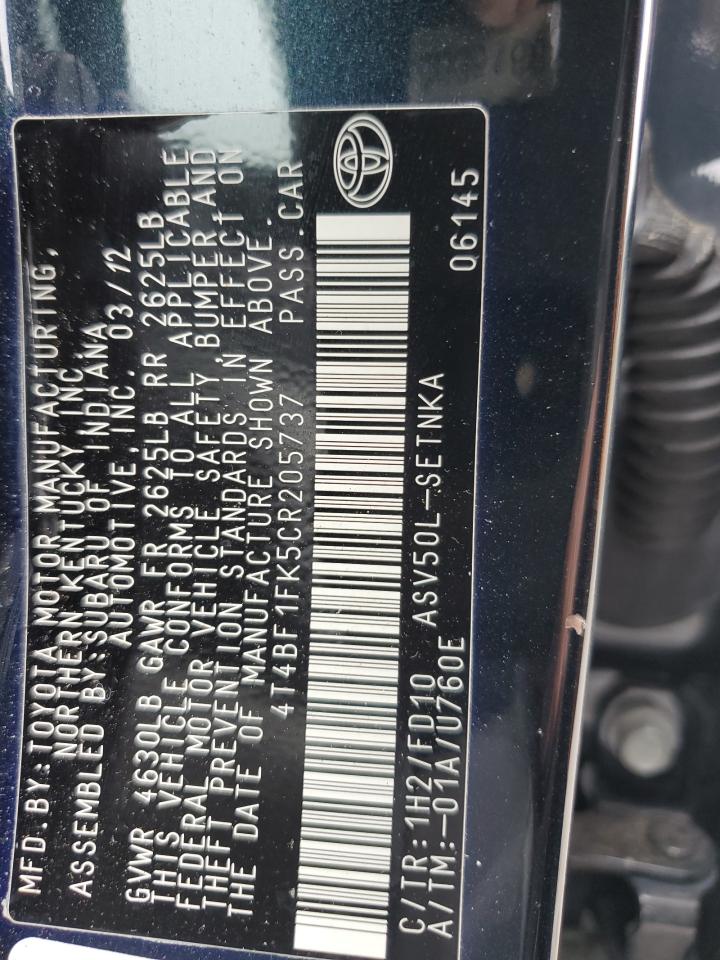 MFD.BY:TOYOTA MOTOR MANUFACTURING,
NORTHERN KENTUCKY INC.
ASSEMBLED BY:SUBARU OF INDIANA
AUTOMOTIVE,INC. 03/12
GVWR 4630LB GAWR FR 2625LB RR 2625LB
THIS VEHICLE CONFORMS TO ALL APPLICABLE
FEDERAL MOTOR VEHICLE SAFETY,BUMPER AND
THEFT PREVENTION STANDARDS IN EFFECT ON
THE DATE OF MANUFACTURE SHOWN ABOVE.
4T4BF1FK5CR205737 PASS.CAR
C/TR:1H2/FD10 ASV50L-SETNKA
A/TM:-01A/U760E 06145